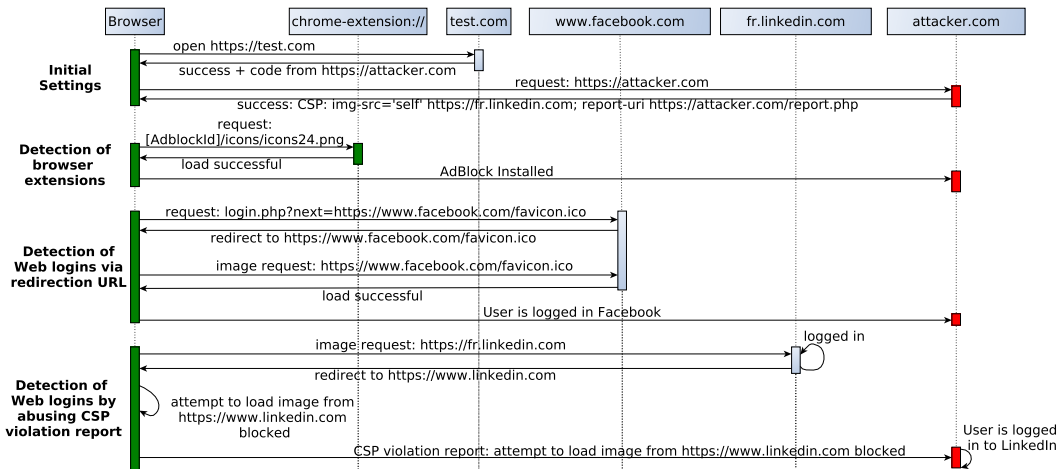 Browser
chrome-extension://
test.com
www.facebook.com
fr.linkedin.com
attacker.com
Initial
Settings
open https://test.com
success + code from https://attacker.com
request: https://attacker.com
success: CSP: img-src='self' https://fr.linkedin.com; report-uri https://attacker.com/report.php
Detection of
browser
extensions
request:
[AdblockId]/icons/icons24.png
load successful
AdBlock Installed
Detection of
Web logins via
redirection URL
request: login.php?next=https://www.facebook.com/favicon.ico
redirect to https://www.facebook.com/favicon.ico
image request: https://www.facebook.com/favicon.ico
load successful
User is logged in Facebook
Detection of
Web logins by
abusing CSP
violation report
image request: https://fr.linkedin.com
logged in
redirect to https://www.linkedin.com
attempt to load image from
https://www.linkedin.com
blocked
CSP violation report: attempt to load image from https://www.linkedin.com blocked
User is logged
in to LinkedIn